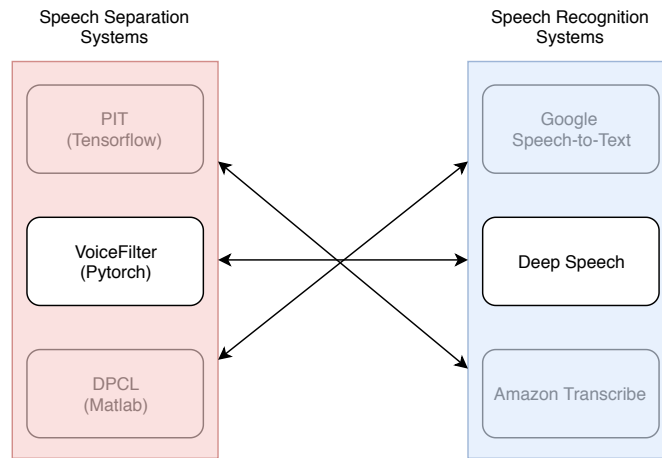 Speech Separation
Systems
PIT
(Tensorflow)
VoiceFilter
(Pytorch)
DPCL
(Matlab)
Speech Recognition
Systems
Google
Speech-to-Text
Deep Speech
Amazon Transcribe